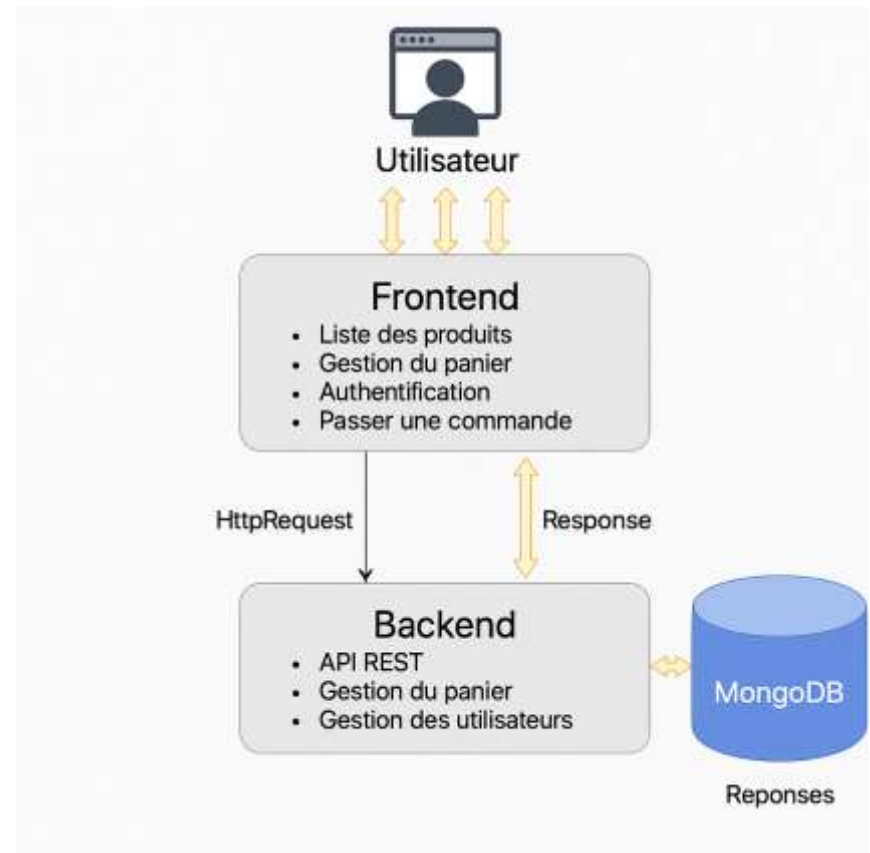 Utilisateur
Frontend
• Liste des produits
• Gestion du panier
• Authentification
• Passer une commande
HttpRequest
Response
Backend
• API REST
• Gestion du panier
• Gestion des utilisateurs
MongoDB
Reponses